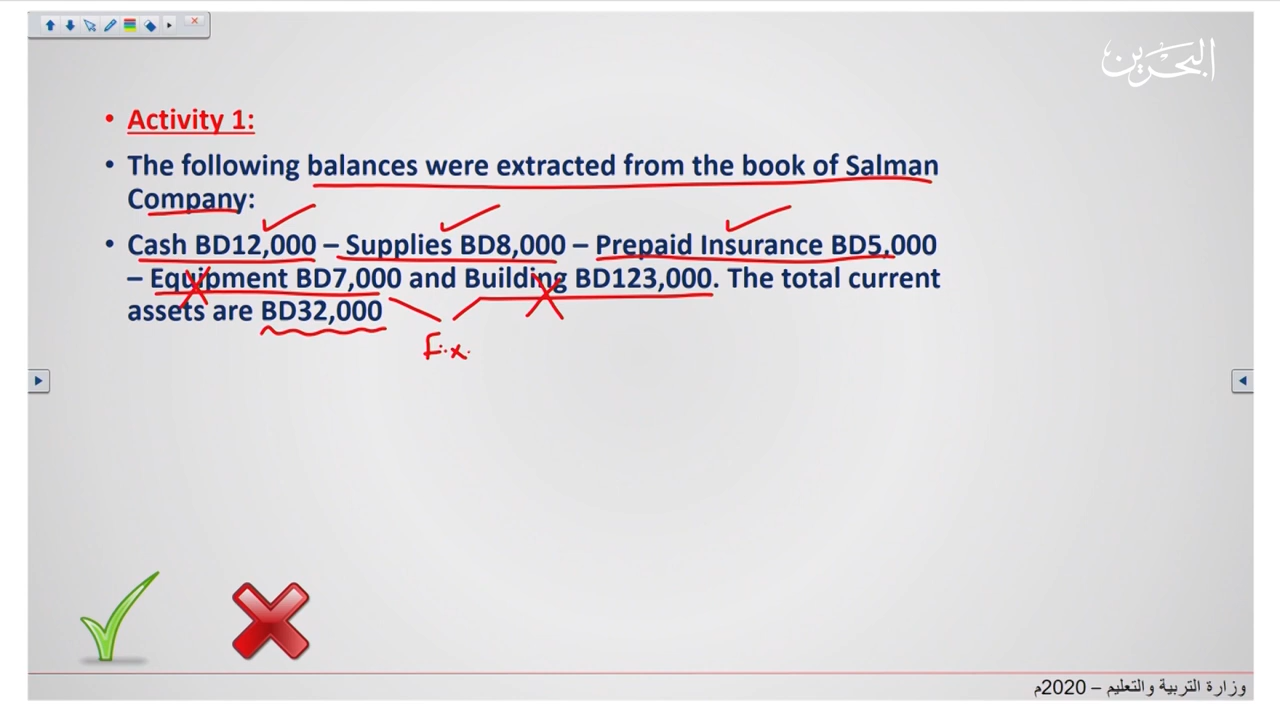 البحرين
• Activity 1:
• The following balances were extracted from the book of Salman
Company:
• Cash BD12,000 – Supplies BD8,000 – Prepaid Insurance BD5,000
– Equipment BD7,000 and Building BD123,000. The total current
assets are BD32,000
Fix.
وزارة التربية والتعليم – 2020م